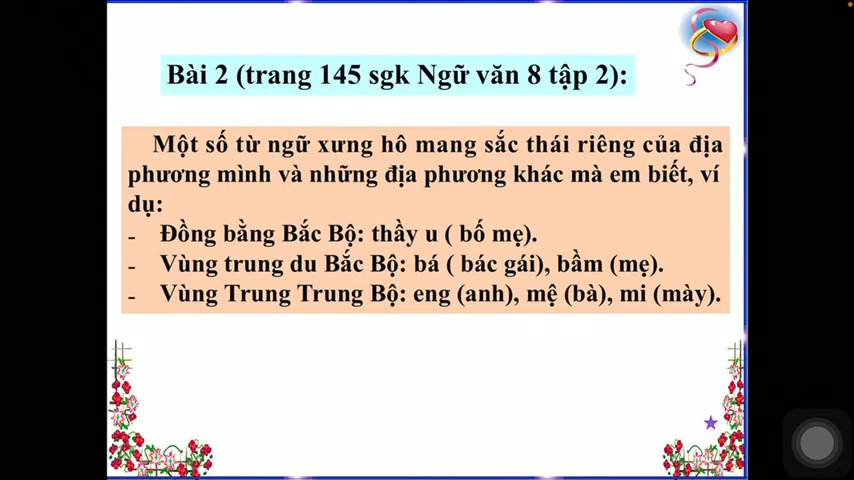 Bài 2 (trang 145 sgk Ngữ văn 8 tập 2):
Một số từ ngữ xưng hô mang sắc thái riêng của địa
phương mình và những địa phương khác mà em biết, ví
dụ:
- Đồng bằng Bắc Bộ: thầy u ( bố mẹ).
- Vùng trung du Bắc Bộ: bá ( bác gái), bầm (mẹ).
- Vùng Trung Trung Bộ: eng (anh), mệ (bà), mi (mày).